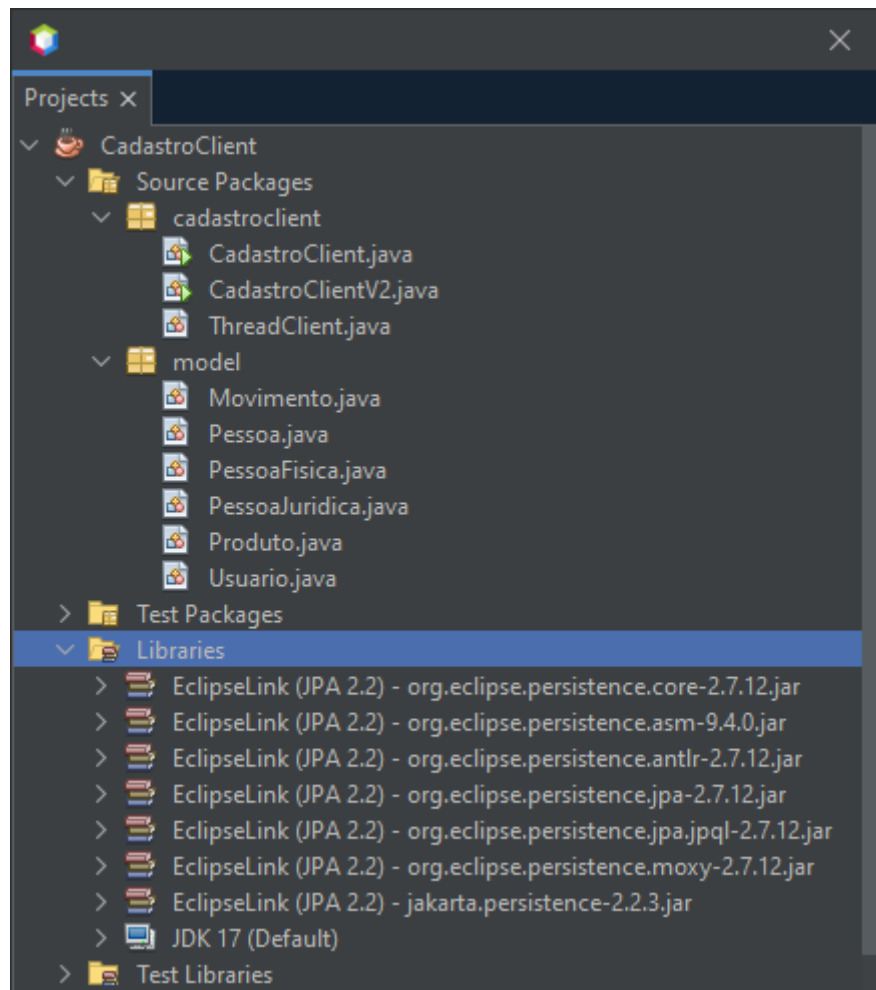 Projects
CadastroClient
Source Packages
cadastroclient
CadastroClient.java
CadastroClientV2.java
ThreadClient.java
model
Movimento.java
Pessoa.java
PessoaFisica.java
PessoaJuridica.java
Produto.java
Usuario.java
Test Packages
Libraries
EclipseLink (JPA 2.2) - org.eclipse.persistence.core-2.7.12.jar
EclipseLink (JPA 2.2) - org.eclipse.persistence.asm-9.4.0.jar
EclipseLink (JPA 2.2) - org.eclipse.persistence.antlr-2.7.12.jar
EclipseLink (JPA 2.2) - org.eclipse.persistence.jpa-2.7.12.jar
EclipseLink (JPA 2.2) - org.eclipse.persistence.jpa.jpql-2.7.12.jar
EclipseLink (JPA 2.2) - org.eclipse.persistence.moxy-2.7.12.jar
EclipseLink (JPA 2.2) - jakarta.persistence-2.2.3.jar
JDK 17 (Default)
Test Libraries